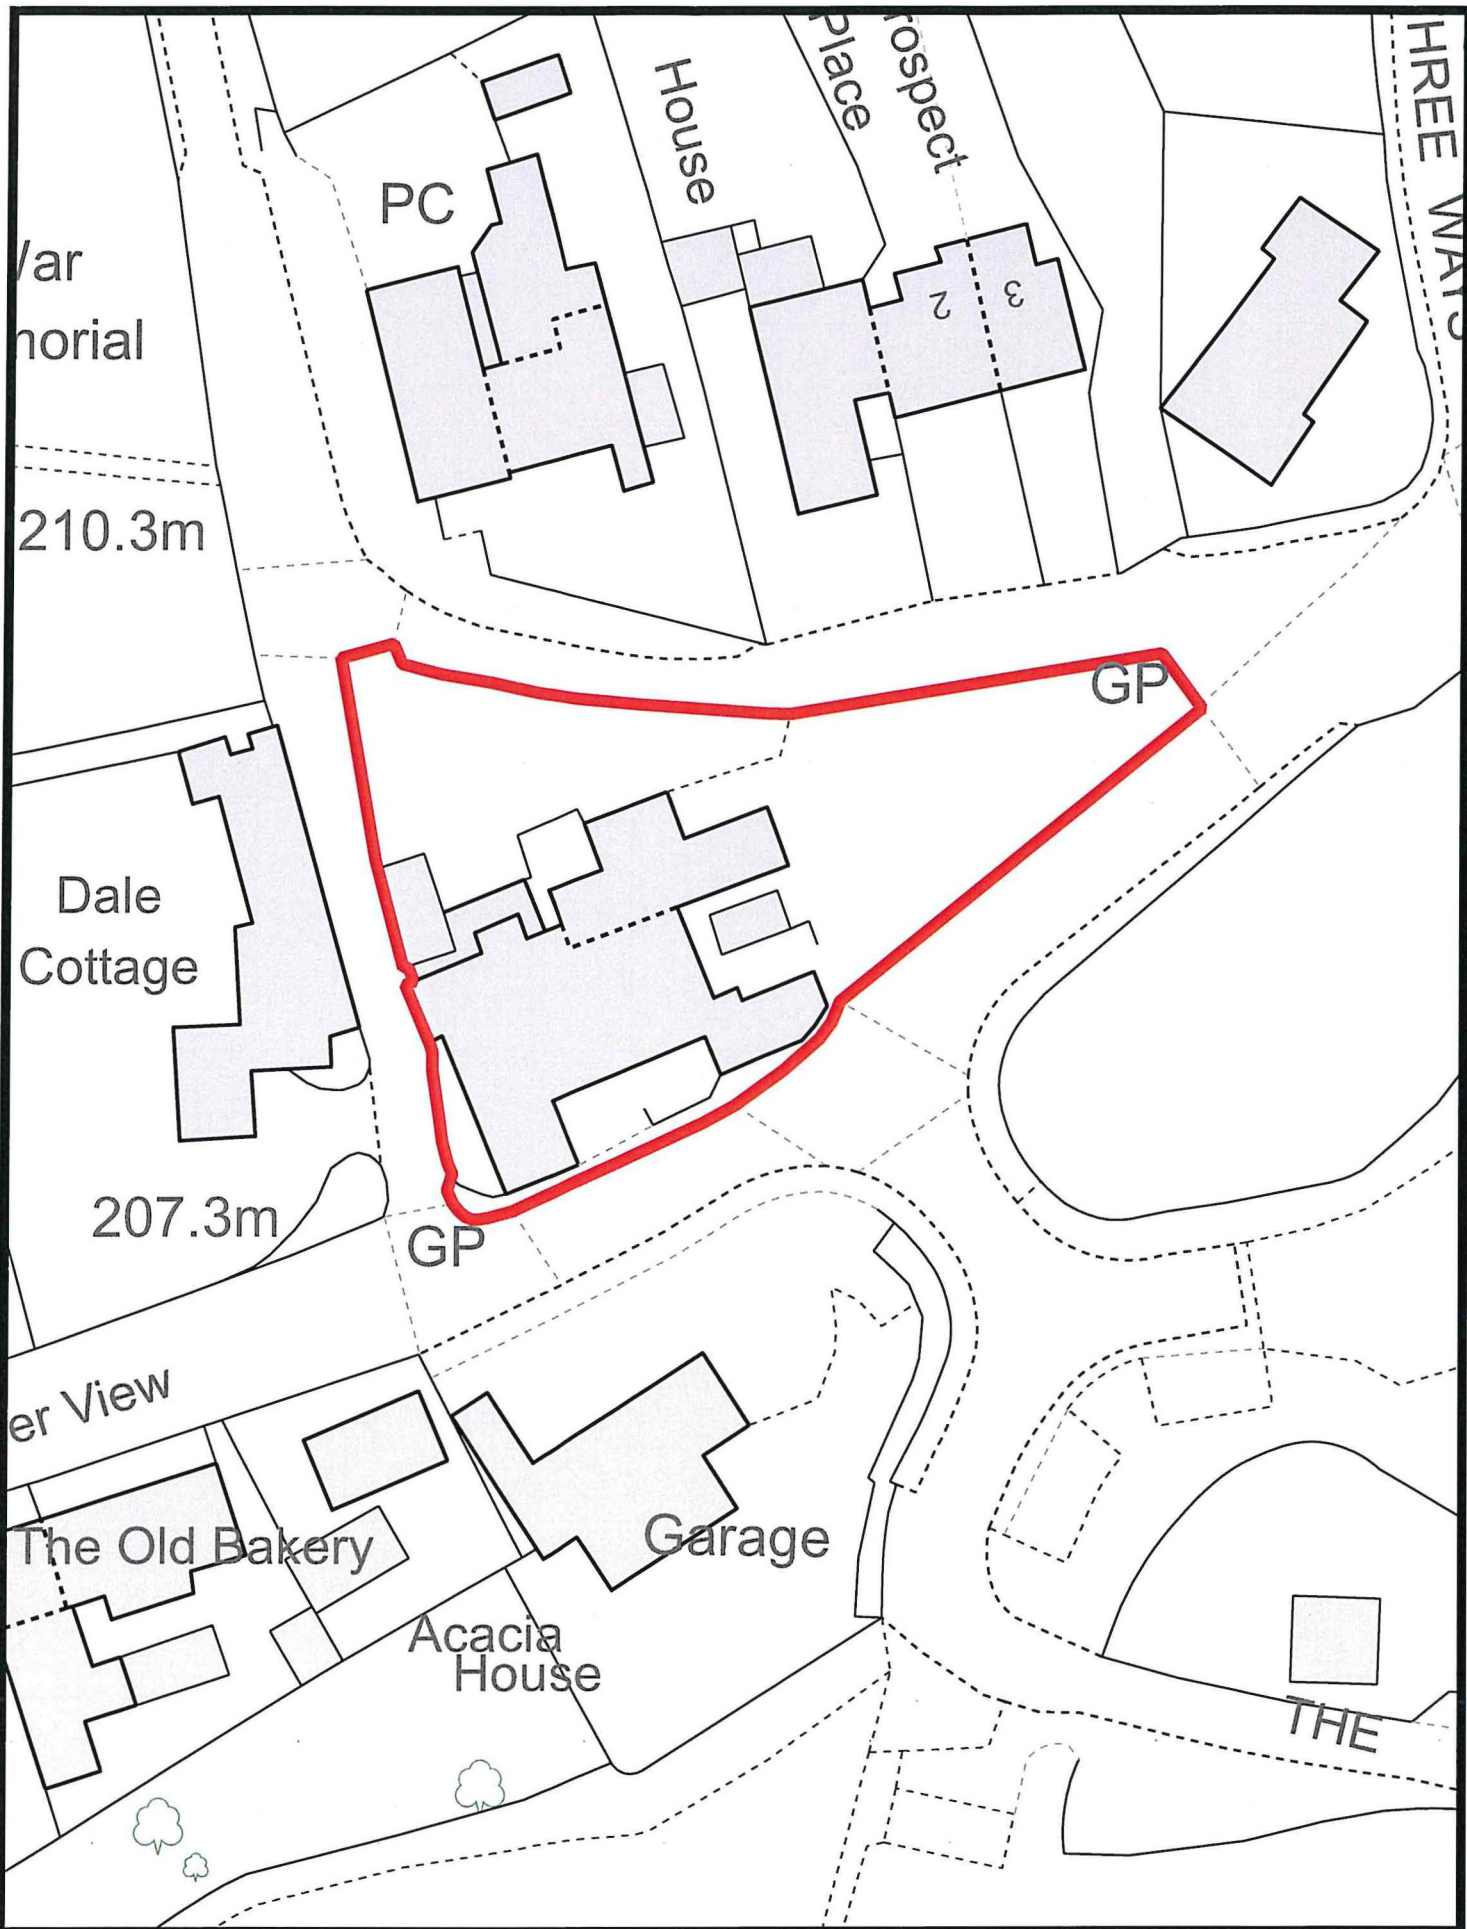 HREE WAYS
rospect
Place
House
PC
/ar
norial
2
3
210.3m
GP
Dale
Cottage
207.3m
GP
er View
The Old Bakery
Garage
Acacia
House
THE